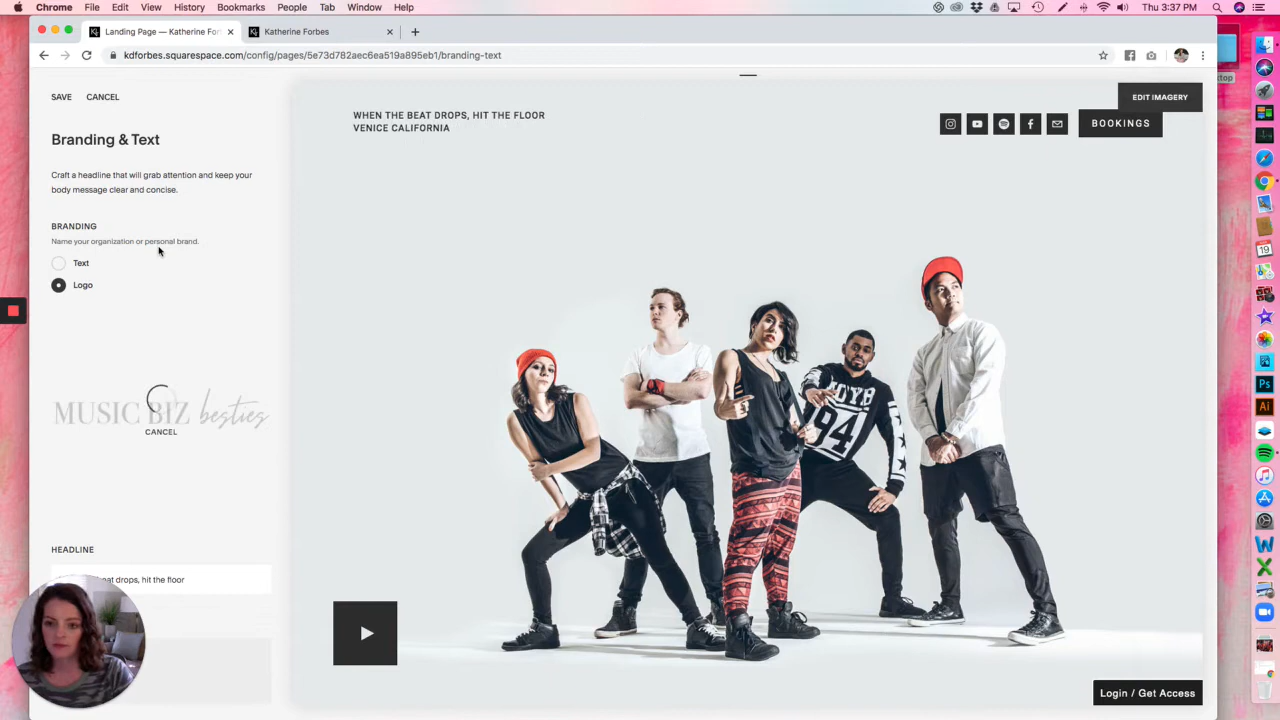 Chrome File Edit View History Bookmarks People Tab Window Help
Thu 3:37 PM
Landing Page — Katherine For
Katherine Forbes
kdforbes.squarespace.com/config/pages/5e73d782aec6ea519a895eb1/branding-text
SAVE CANCEL
Branding & Text
Craft a headline that will grab attention and keep your
body message clear and concise.
BRANDING
Name your organization or personal brand.
Text
Logo
MUSIC BIZ besties
CANCEL
HEADLINE
eat drops, hit the floor
WHEN THE BEAT DROPS, HIT THE FLOOR
VENICE CALIFORNIA
EDIT IMAGERY
BOOKINGS
94
Login / Get Access
19
Ps
Ai